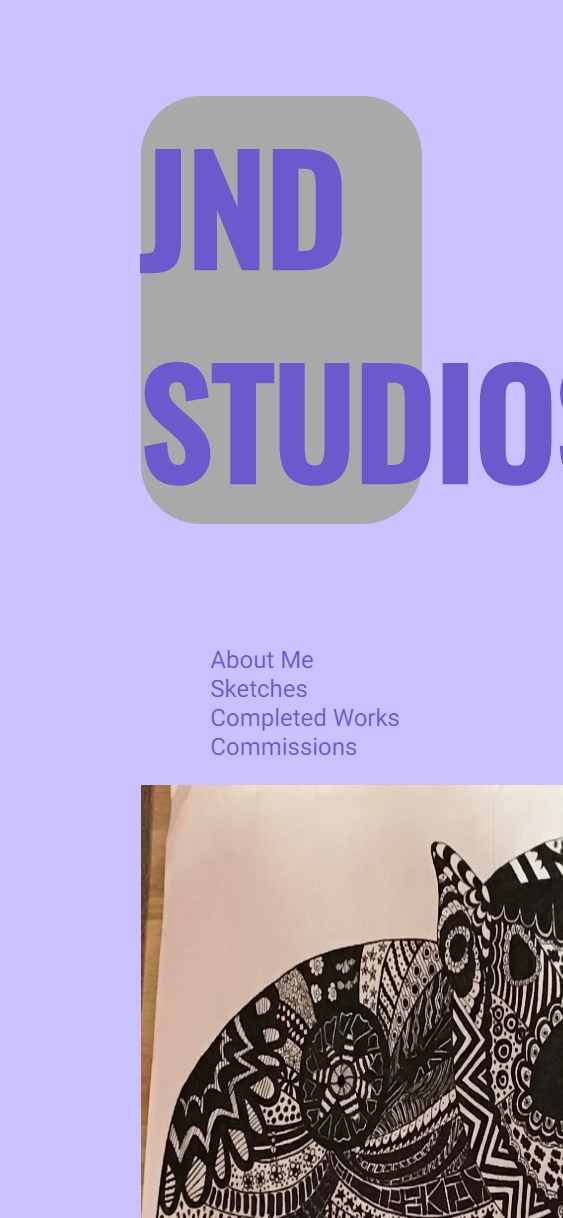 JND
STUDIOS
About Me
Sketches
Completed Works
Commissions